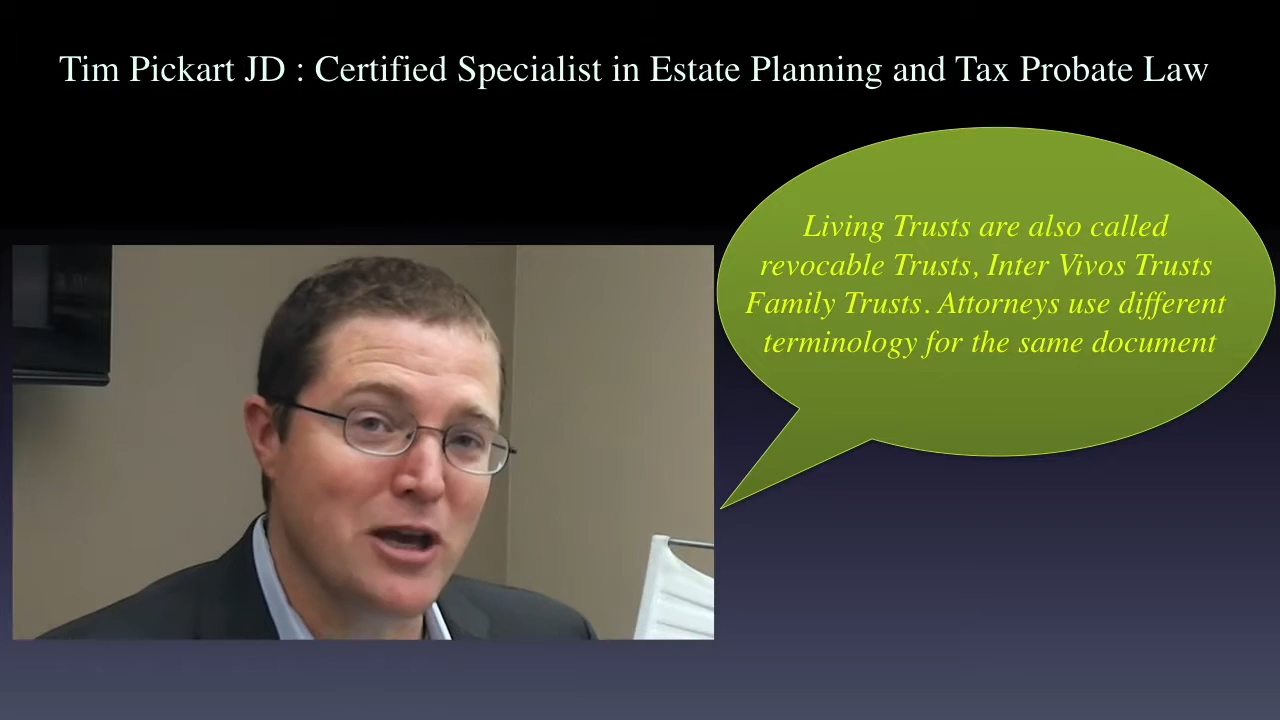 Tim Pickart JD : Certified Specialist in Estate Planning and Tax Probate Law
Living Trusts are also called
revocable Trusts, Inter Vivos Trusts
Family Trusts. Attorneys use different
terminology for the same document